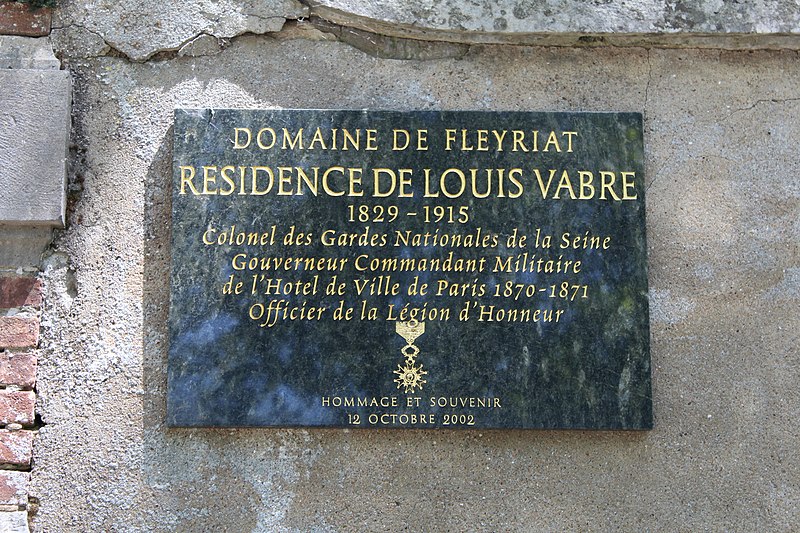 DOMAINE DE FLEYRIAT
RESIDENCE DE LOUIS VABRE
1829 - 1915
Colonel des Gardes Nationales de la Seine
Gouverneur Commandant Militaire
de l'Hotel de Ville de Paris 1870-1871
Officier de la Légion d'Honneur
HOMMAGE ET SOUVENIR
12 OCTOBRE 2002